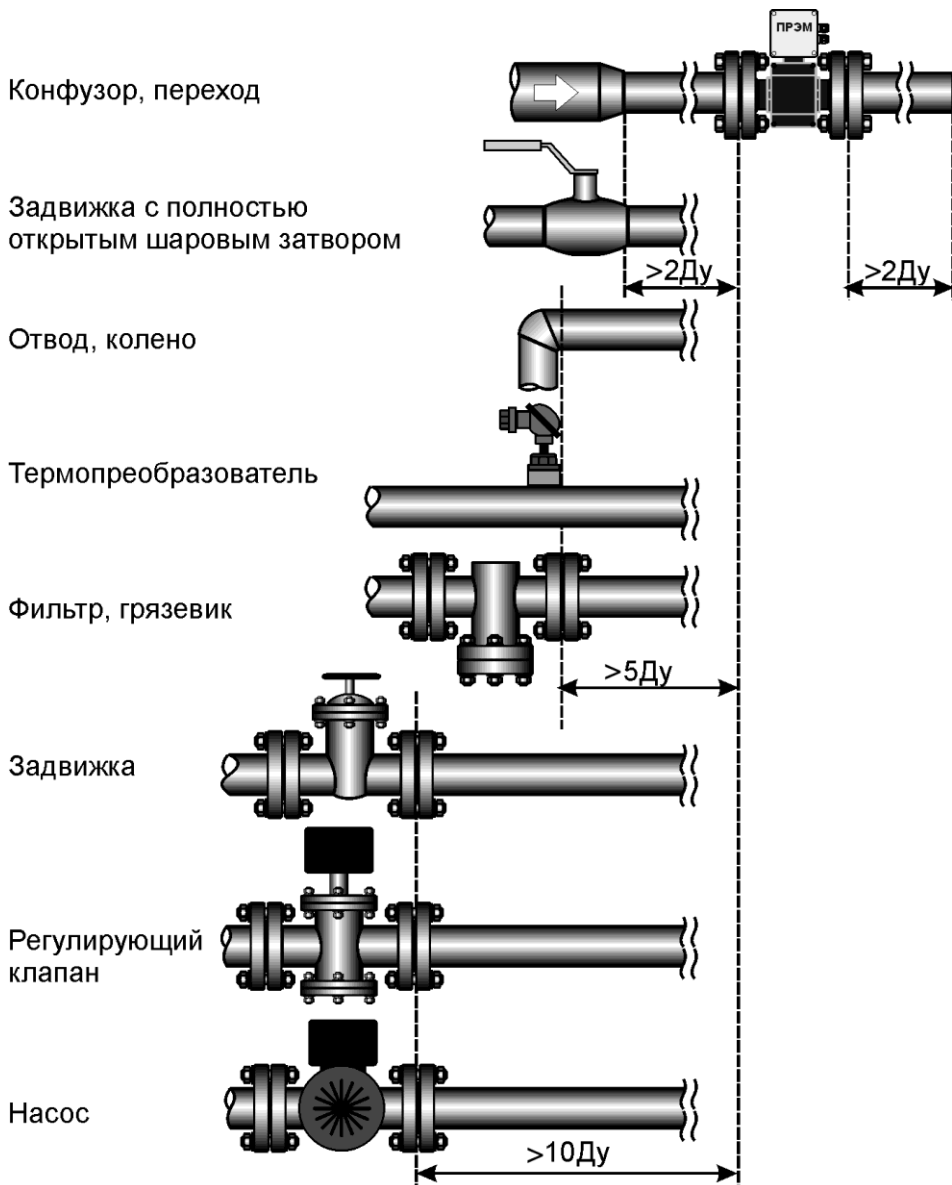 ПРЭМ
Конфузор, переход
Задвижка с полностью
открытым шаровым затвором
>2Ду
>2Ду
Отвод, колено
Термопреобразователь
Фильтр, грязевик
>5Ду
Задвижка
Регулирующий
клапан
Насос
>10Ду